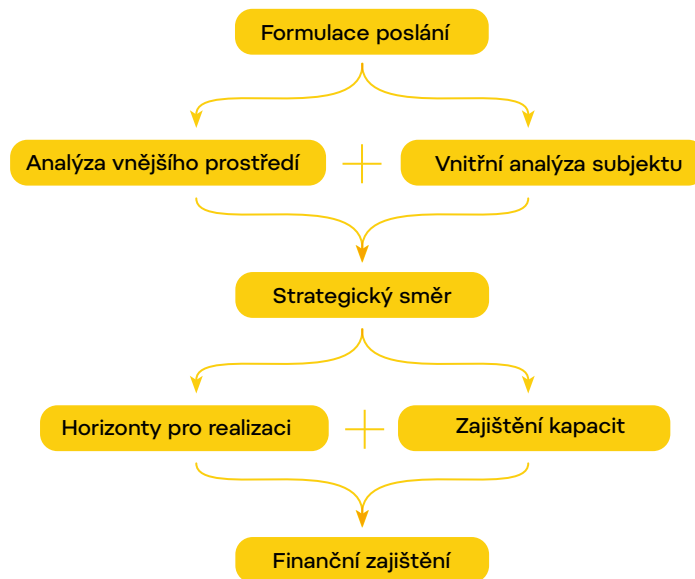 Formulace poslání
Analýza vnějšího prostředí
Vnitřní analýza subjektu
Strategický směr
Horizonty pro realizaci
Zajištění kapacit
Finanční zajištění